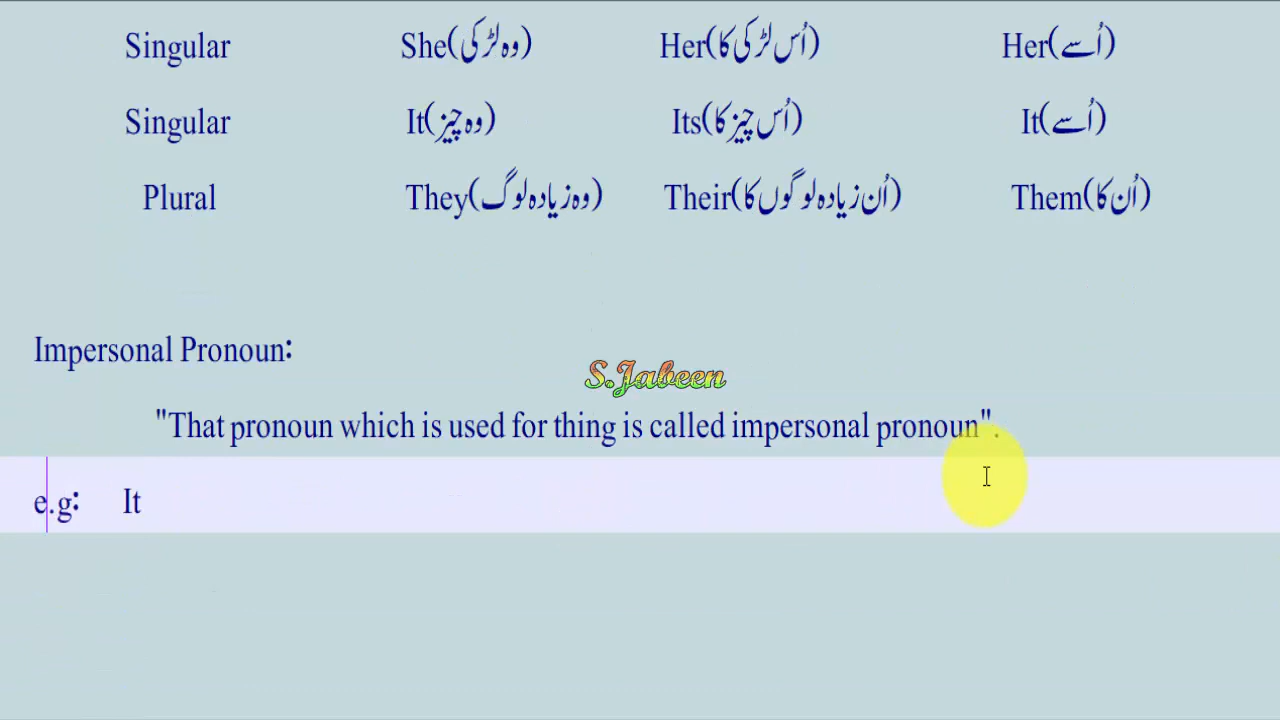 Singular She(وہ لڑکی) Her(اُس لڑکی کا) Her(اُسے)
Singular It(وہ چیز) Its(اُس چیز کا) It(اُسے)
Plural They(وہ زیادہ لوگ) Their(اُن زیادہ لوگوں کا) Them(اُن کا)
Impersonal Pronoun:
S.Jabeen
"That pronoun which is used for thing is called impersonal pronoun".
e.g: It